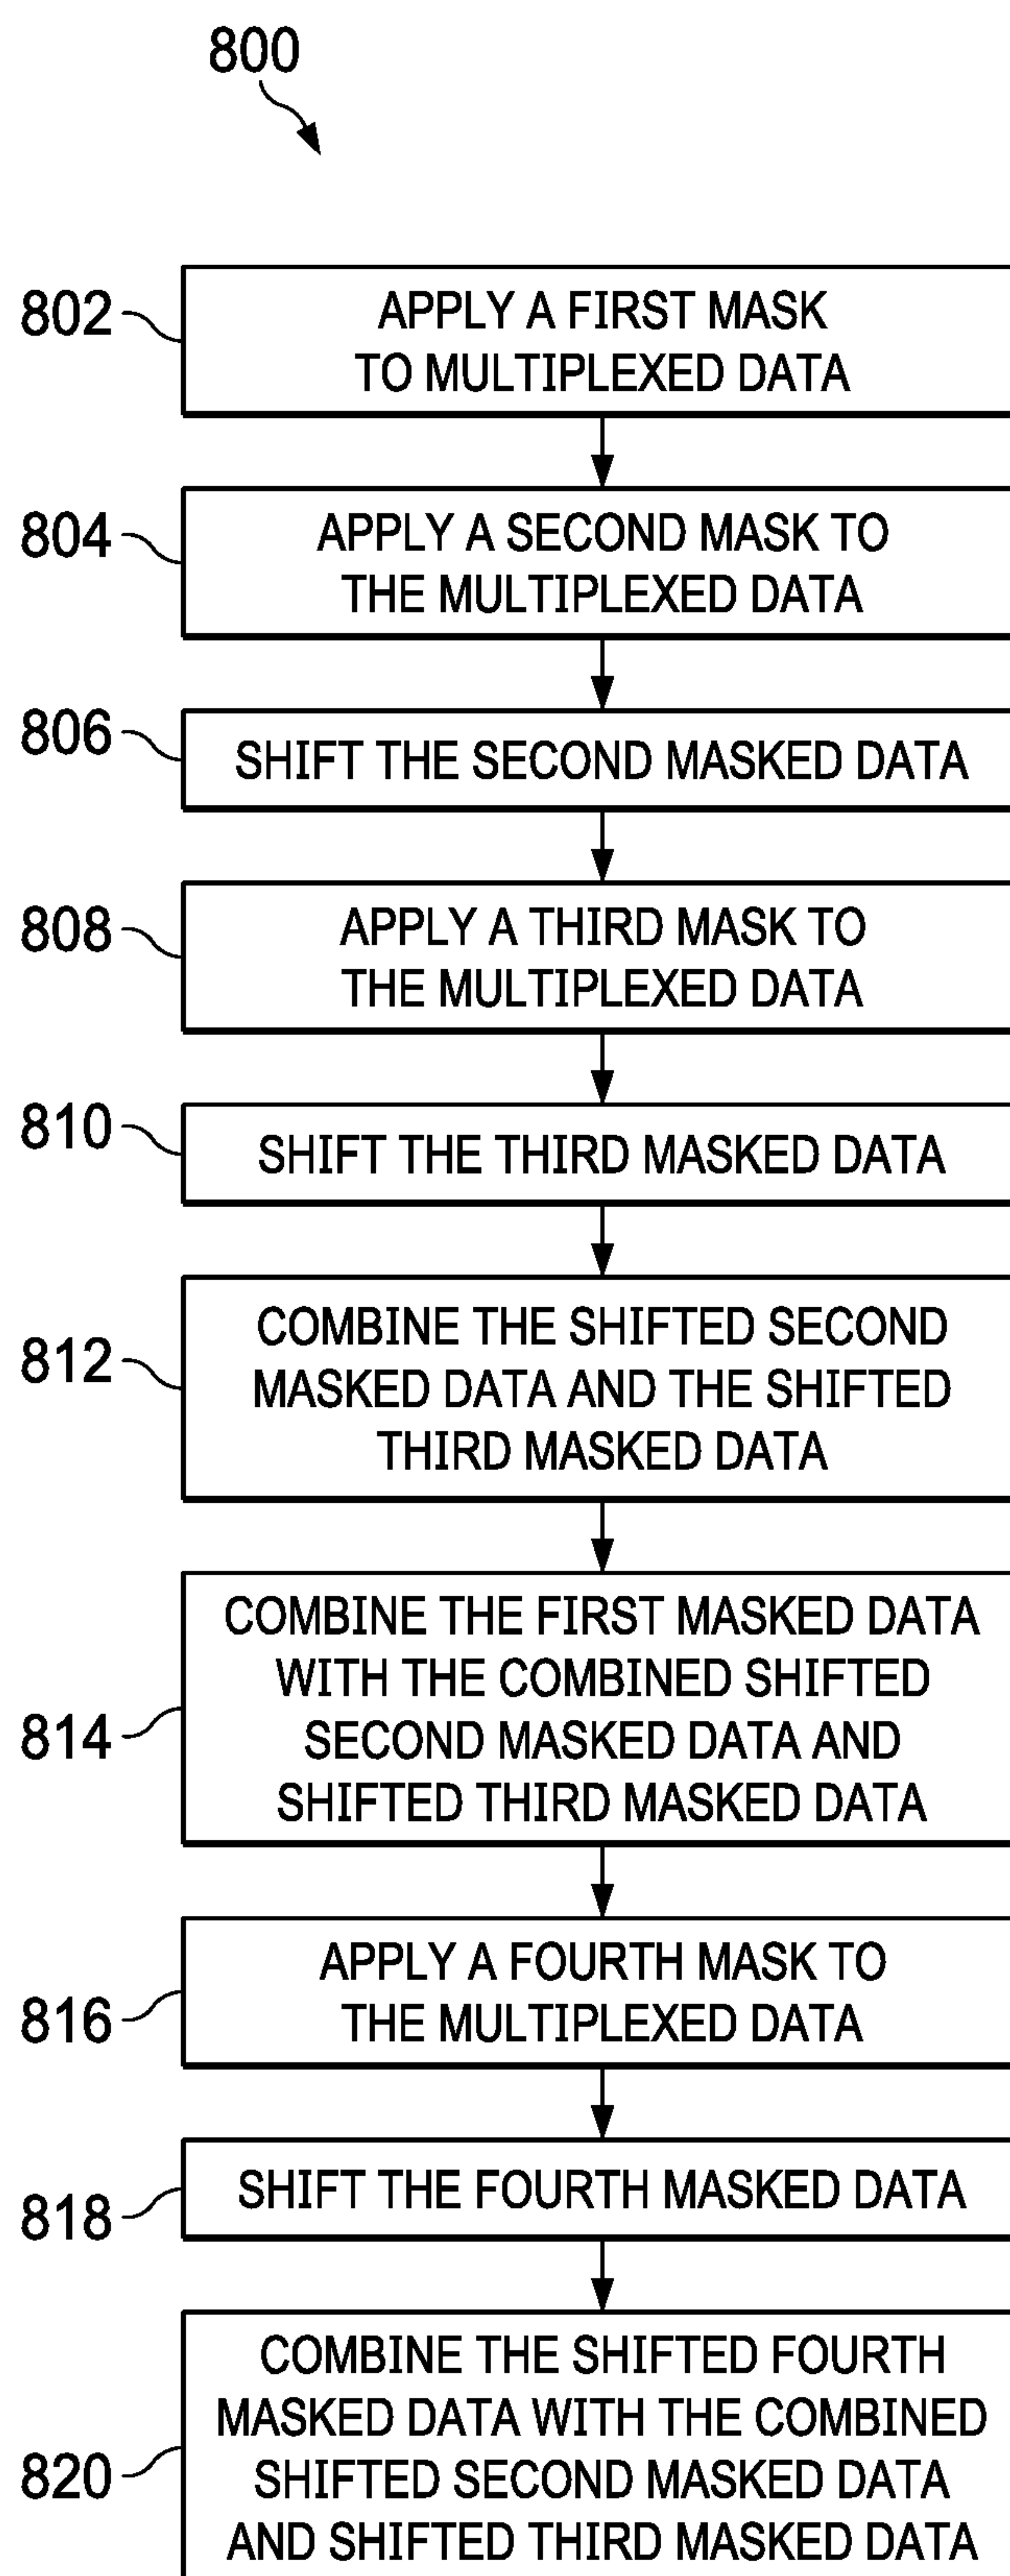 800
802
APPLY A FIRST MASK
TO MULTIPLEXED DATA
804
APPLY A SECOND MASK TO
THE MULTIPLEXED DATA
806
SHIFT THE SECOND MASKED DATA
808
APPLY A THIRD MASK TO
THE MULTIPLEXED DATA
810
SHIFT THE THIRD MASKED DATA
812
COMBINE THE SHIFTED SECOND
MASKED DATA AND THE SHIFTED
THIRD MASKED DATA
814
COMBINE THE FIRST MASKED DATA
WITH THE COMBINED SHIFTED
SECOND MASKED DATA AND
SHIFTED THIRD MASKED DATA
816
APPLY A FOURTH MASK TO
THE MULTIPLEXED DATA
818
SHIFT THE FOURTH MASKED DATA
820
COMBINE THE SHIFTED FOURTH
MASKED DATA WITH THE COMBINED
SHIFTED SECOND MASKED DATA
AND SHIFTED THIRD MASKED DATA